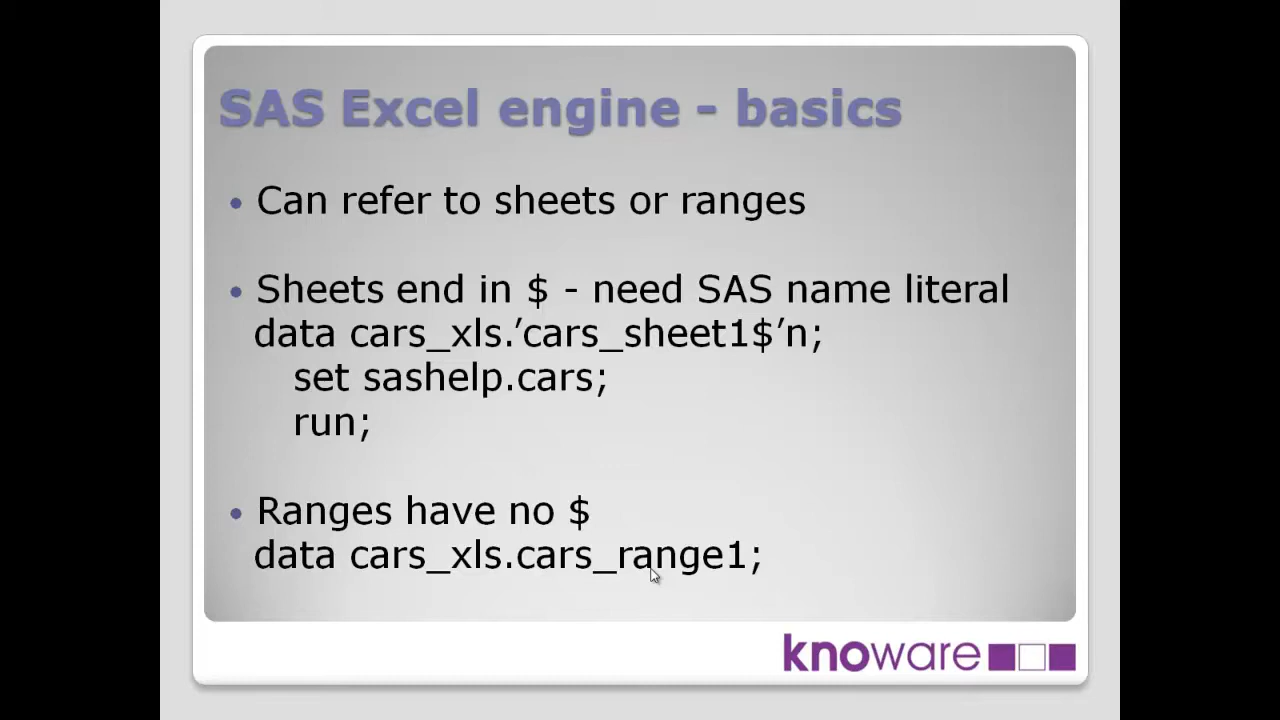 SAS Excel engine - basics
• Can refer to sheets or ranges
• Sheets end in $ - need SAS name literal
data cars_xls.’cars_sheet1$’n;
set sashelp.cars;
run;
• Ranges have no $
data cars_xls.cars_range1;
knoware